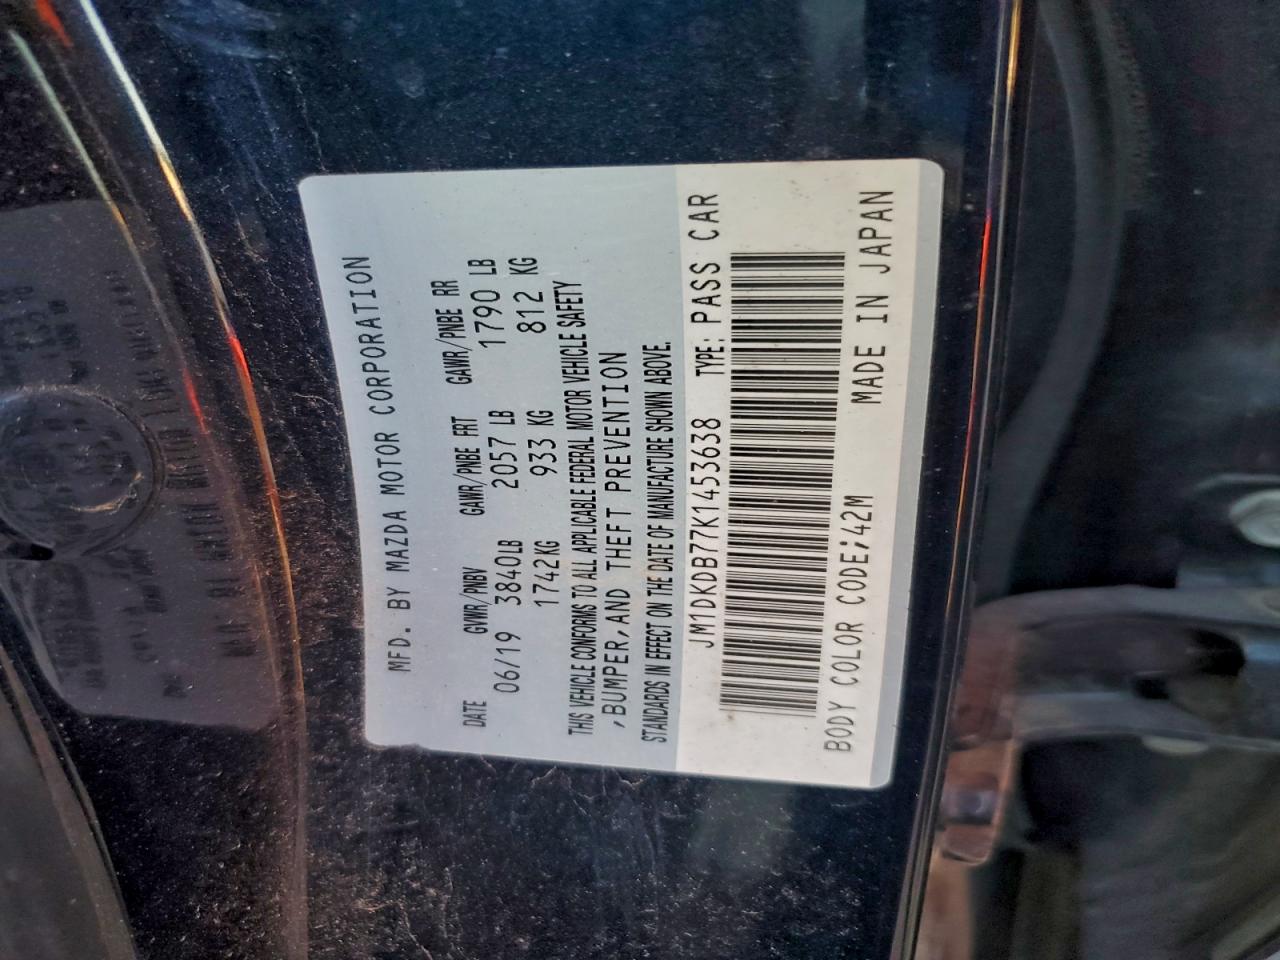 MFD. BY MAZDA MOTOR CORPORATION
DATE GVWR/PNBV GAWR/PNBE FRT GAWR/PNBE RR
06/19 3840LB 2057 LB 1790 LB
1742KG 933 KG 812 KG
THIS VEHICLE CONFORMS TO ALL APPLICABLE FEDERAL MOTOR VEHICLE SAFETY
,BUMPER,AND THEFT PREVENTION
STANDARDS IN EFFECT ON THE DATE OF MANUFACTURE SHOWN ABOVE.
JM1DKDB77K1453638 TYPE: PASS CAR
BODY COLOR CODE;42M MADE IN JAPAN